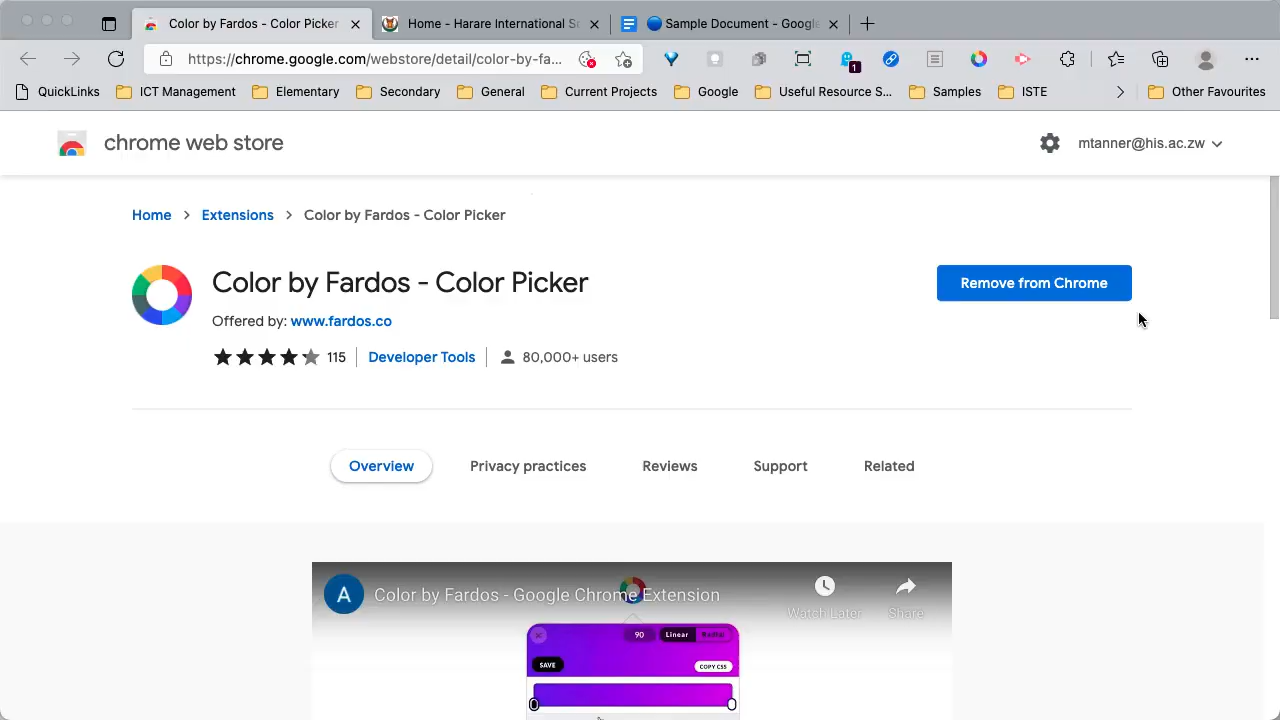 Color by Fardos - Color Picker
Home - Harare International Sc
Sample Document - Google
https://chrome.google.com/webstore/detail/color-by-fa...
1
QuickLinks
ICT Management
Elementary
Secondary
General
Current Projects
Google
Useful Resource S...
Samples
ISTE
Other Favourites
chrome web store
mtanner@his.ac.zw
Home > Extensions > Color by Fardos - Color Picker
Color by Fardos - Color Picker
Remove from Chrome
Offered by: www.fardos.co
115
Developer Tools
80,000+ users
Overview
Privacy practices
Reviews
Support
Related
A
Color by Fardos - Google Chrome Extension
Watch Later
Share
90
Linear
Radial
SAVE
COPY CSS